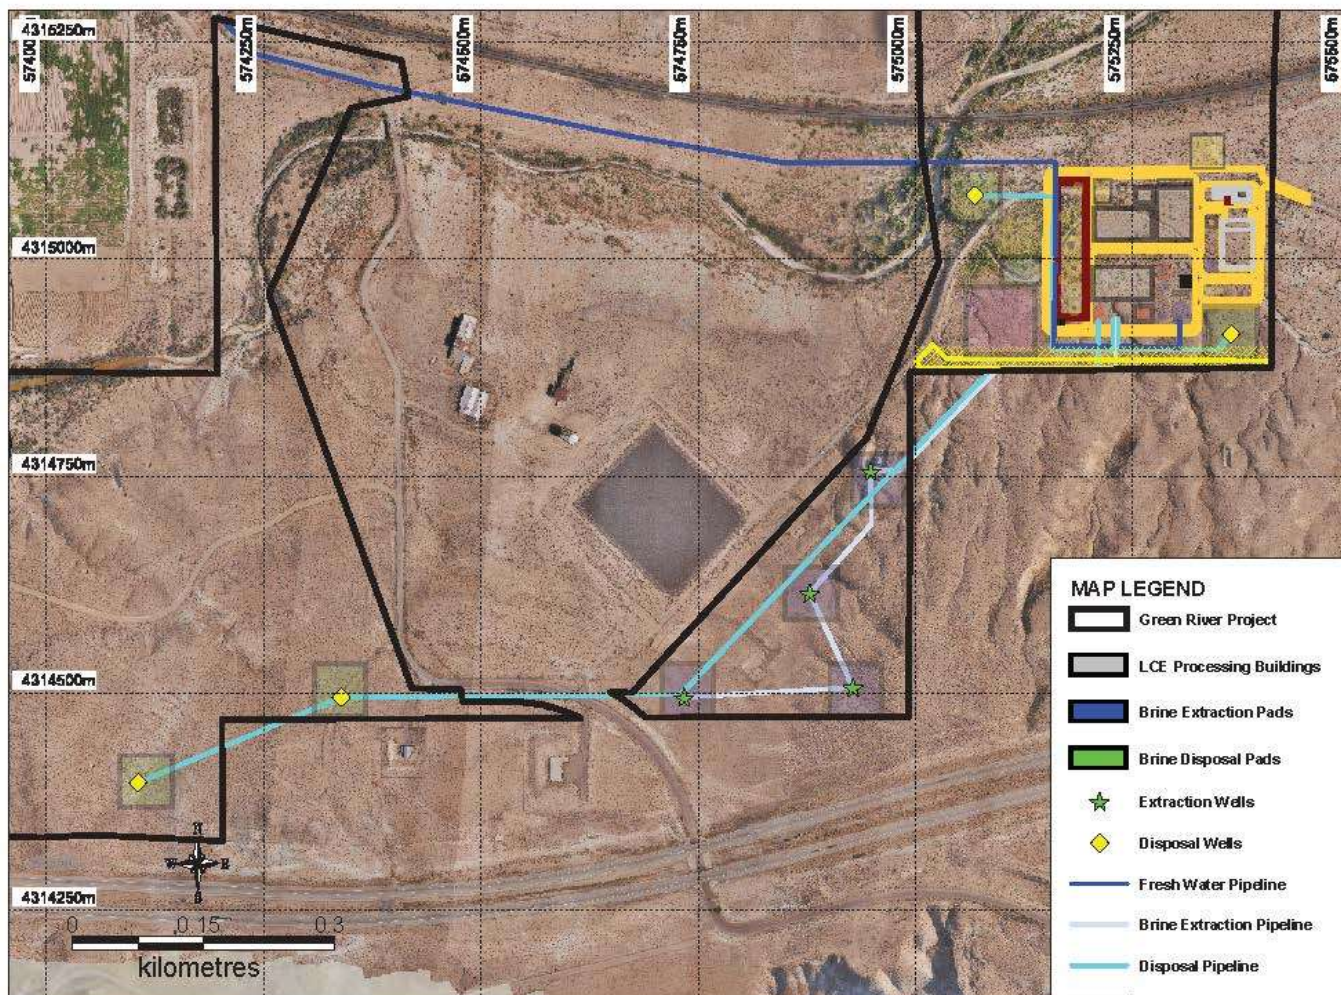 4315250m
57400
574250m
574500m
574750m
575000m
575250m
575500m
4315000m
4314750m
4314500m
4314250m
N
W E
S
0 0.15 0.3
kilometres
MAP LEGEND
Green River Project
LCE Processing Buildings
Brine Extraction Pads
Brine Disposal Pads
Extraction Wells
Disposal Wells
Fresh Water Pipeline
Brine Extraction Pipeline
Disposal Pipeline